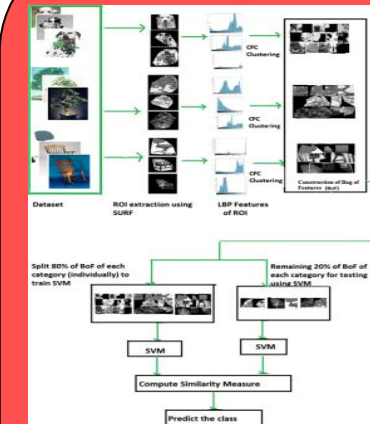 CFC
Clustering
CFC
Clustering
CFC
Clustering
Construction of Bag of
Features (BoF)
Dataset
ROI extraction using
SURF
LBP Features
of ROI
Split 80% of BoF of each
category (individually) to
train SVM
Remaining 20% of BoF of
each category for testing
using SVM
SVM
SVM
Compute Similarity Measure
Predict the class